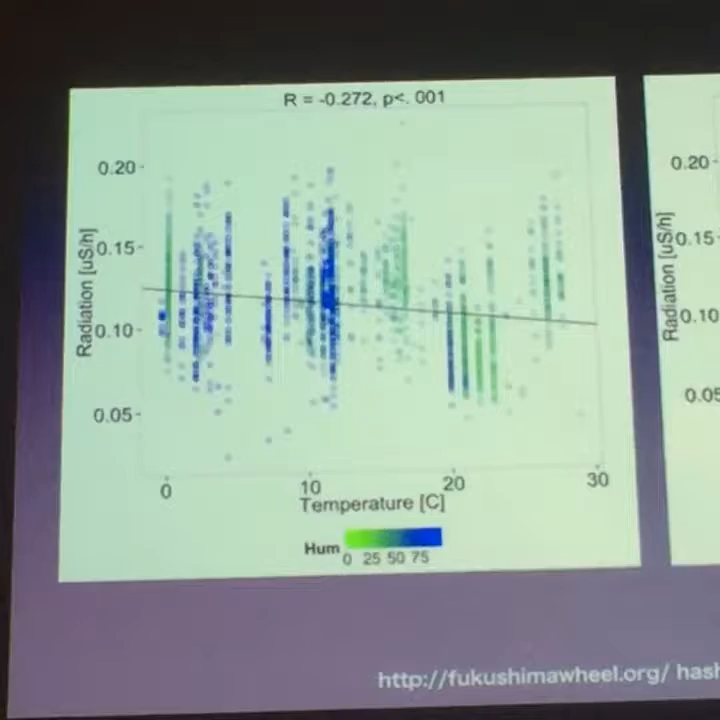 R = -0.272, p<. 001
0.20
0.15
0.10
0.05
Radiation [uS/h]
0 10 20 30
Temperature [C]
Hum
0 25 50 75
0.20
0.15
0.10
0.05
Radiation [uS/h]
http://fukushimawheel.org/ hash